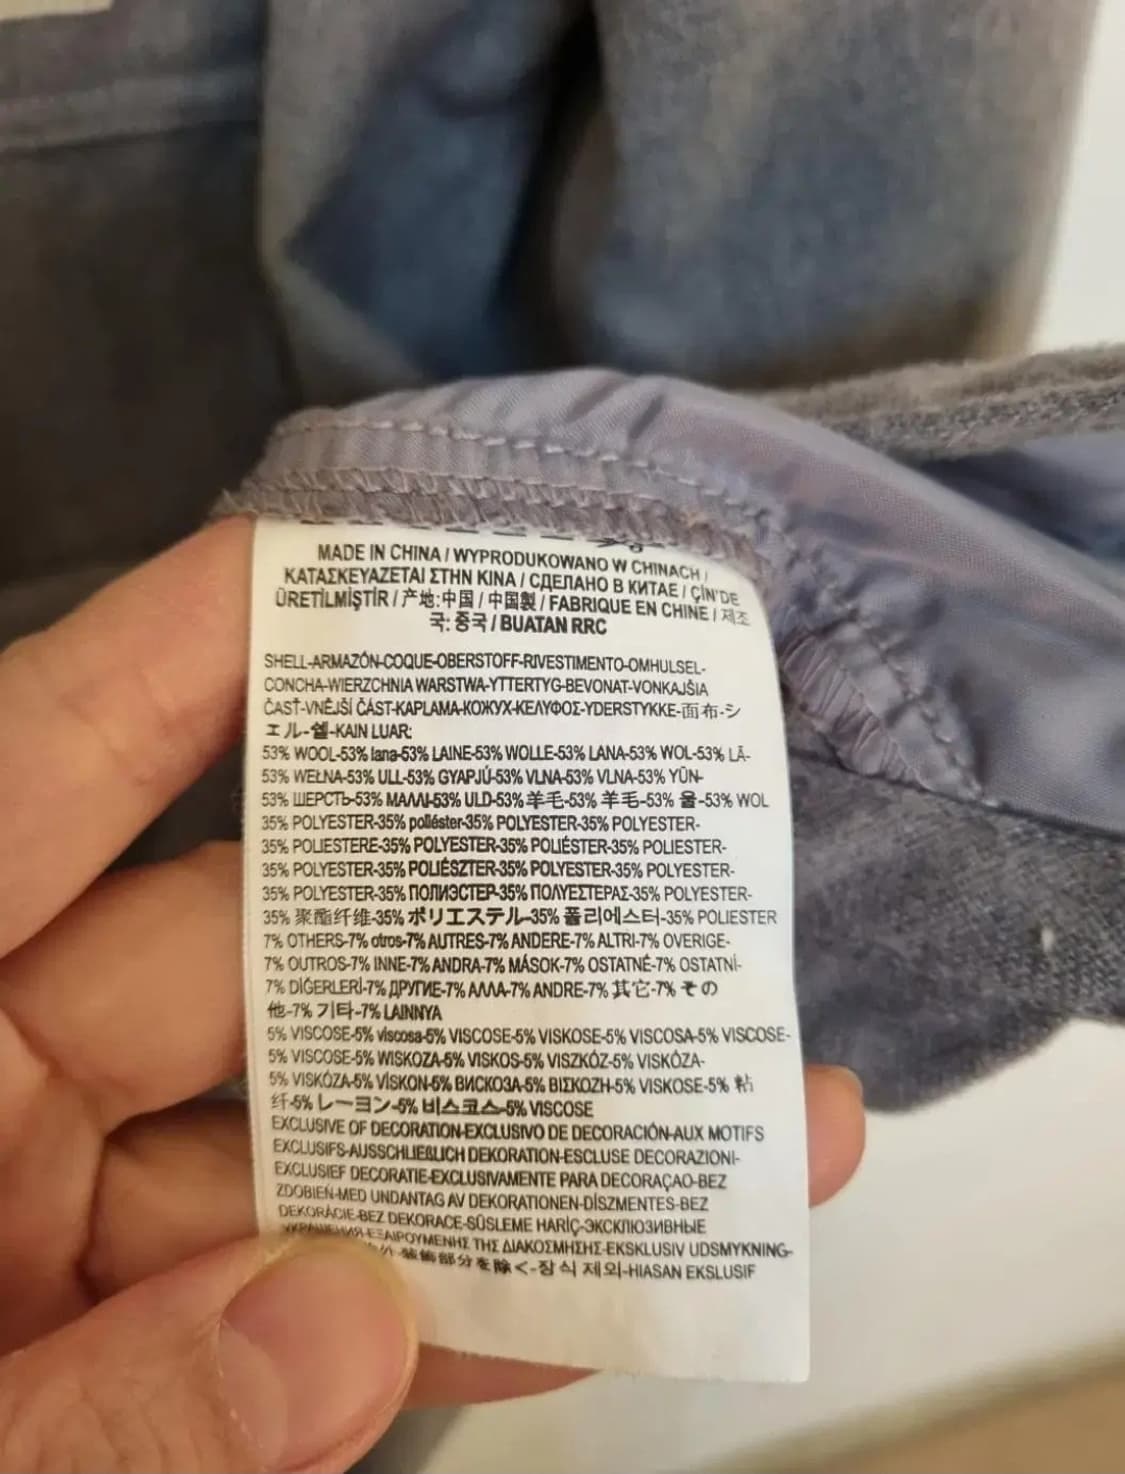 MADE IN CHINA / WYPRODUKOWANO W CHINACH /
ΚΑΤΑΣΚΕΥΑΖΕΤΑΙ ΣΤΗΝ ΚΙΝΑ / СДЕЛАНО В КИТАЕ / ÇİN'DE
ÜRETİLMİŞTİR / 产地:中国 / 中国製 / FABRIQUE EN CHINE / 제조
국: 중국 / BUATAN RRC
SHELL-ARMAZÓN-COQUE-OBERSTOFF-RIVESTIMENTO-OMHULSEL-
CONCHA-WIERZCHNIA WARSTWA-YTTERTYG-BEVONAT-VONKAJŠIA
ČASŤ-VNĚJŠÍ ČÁST-KAPLAMA-КОЖУХ-ΚΕΛΥΦΟΣ-YDERSTYKKE-面布-シ
ェル-쉘-KAIN LUAR:
53% WOOL-53% lana-53% LAINE-53% WOLLE-53% LANA-53% WOL-53% LÃ-
53% WEŁNA-53% ULL-53% GYAPJÚ-53% VLNA-53% VLNA-53% YÜN-
53% ШЕРСТЬ-53% ΜΑΛΛΙ-53% ULD-53% 羊毛-53% 羊毛-53% 울-53% WOL
35% POLYESTER-35% poliéster-35% POLYESTER-35% POLYESTER-
35% POLIESTERE-35% POLYESTER-35% POLIÉSTER-35% POLIESTER-
35% POLYESTER-35% POLIÉSZTER-35% POLYESTER-35% POLYESTER-
35% POLYESTER-35% ПОЛИЭСТЕР-35% ΠΟΛΥΕΣΤΕΡΑΣ-35% POLYESTER-
35% 聚酯纤维-35% ポリエステル-35% 폴리에스터-35% POLIESTER
7% OTHERS-7% otros-7% AUTRES-7% ANDERE-7% ALTRI-7% OVERIGE-
7% OUTROS-7% INNE-7% ANDRA-7% MÁSOK-7% OSTATNÉ-7% OSTATNÍ-
7% DİĞERLERİ-7% ДРУГИЕ-7% ΑΛΛΑ-7% ANDRE-7% 其它-7% その
他-7% 기타-7% LAINNYA
5% VISCOSE-5% viscosa-5% VISCOSE-5% VISKOSE-5% VISCOSA-5% VISCOSE-
5% VISCOSE-5% WISKOZA-5% VISKOS-5% VISZKÓZ-5% VISKÓZA-
5% VISKÓZA-5% VİSKON-5% ВИСКОЗА-5% ΒΙΣΚΟΖΗ-5% VISKOSE-5% 粘
纤-5% レーヨン-5% 비스코스-5% VISCOSE
EXCLUSIVE OF DECORATION-EXCLUSIVO DE DECORACIÓN-AUX MOTIFS
EXCLUSIFS-AUSSCHLIEßLICH DEKORATION-ESCLUSE DECORAZIONI-
EXCLUSIEF DECORATIE-EXCLUSIVAMENTE PARA DECORAÇAO-BEZ
ZDOBIEŃ-MED UNDANTAG AV DEKORATIONEN-DÍSZMENTES-BEZ
DEKORÁCIE-BEZ DEKORACE-SÜSLEME HARİÇ-ЭКСКЛЮЗИВНЫЕ
УКРАШЕНИЯ-ΕΞΑΙΡΟΥΜΕΝΗΣ ΤΗΣ ΔΙΑΚΟΣΜΗΣΗΣ-EKSKLUSIV UDSMYKNING-
装飾部分を除く-장식 제외-HIASAN EKSLUSIF